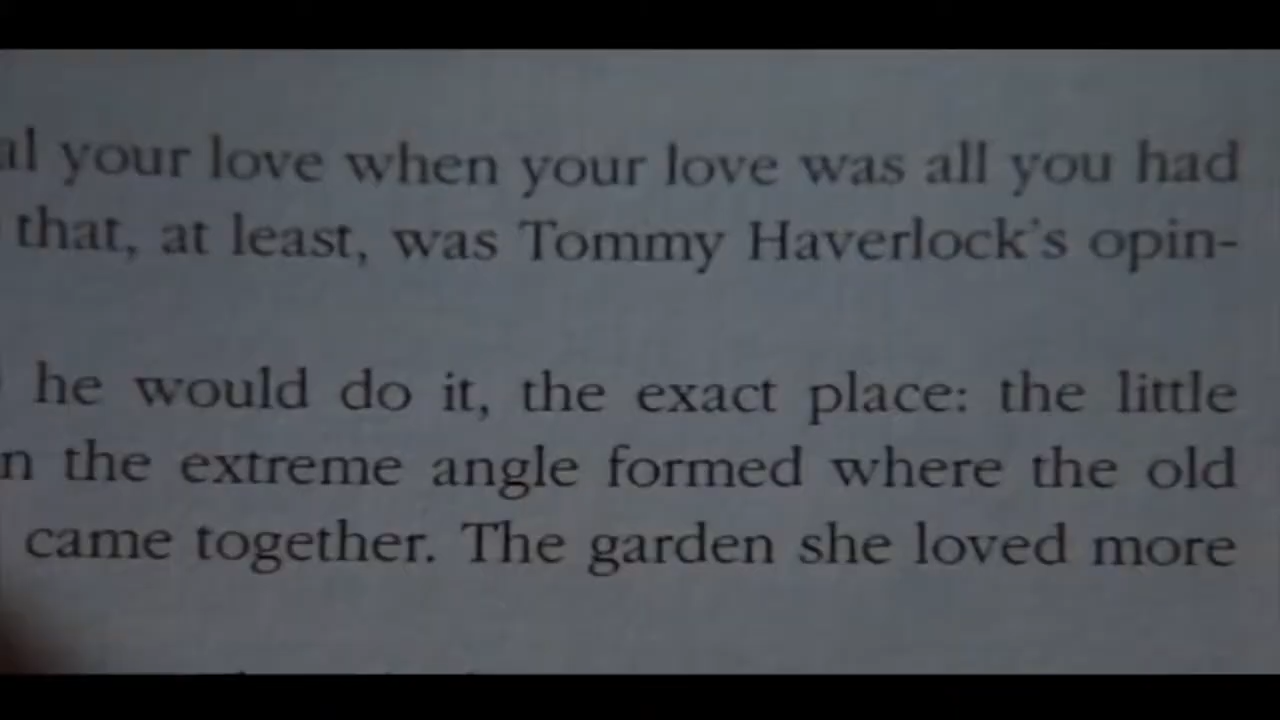 al your love when your love was all you had
that, at least, was Tommy Haverlock's opin-
he would do it, the exact place: the little
n the extreme angle formed where the old
came together. The garden she loved more